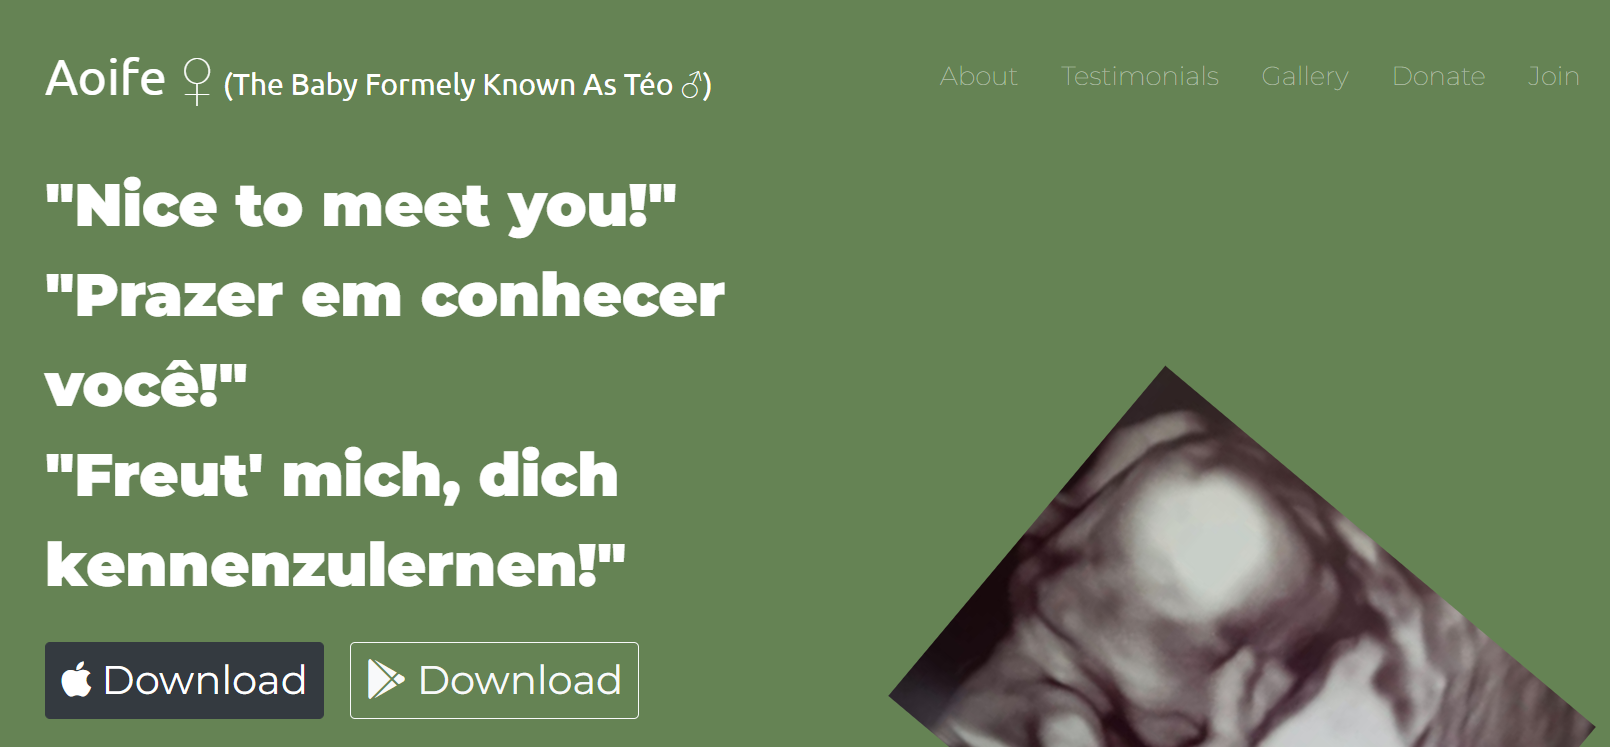 Aoife ♀ (The Baby Formely Known As Téo ♂)
About Testimonials Gallery Donate Join
"Nice to meet you!"
"Prazer em conhecer
você!"
"Freut' mich, dich
kennenzulernen!"
Download Download